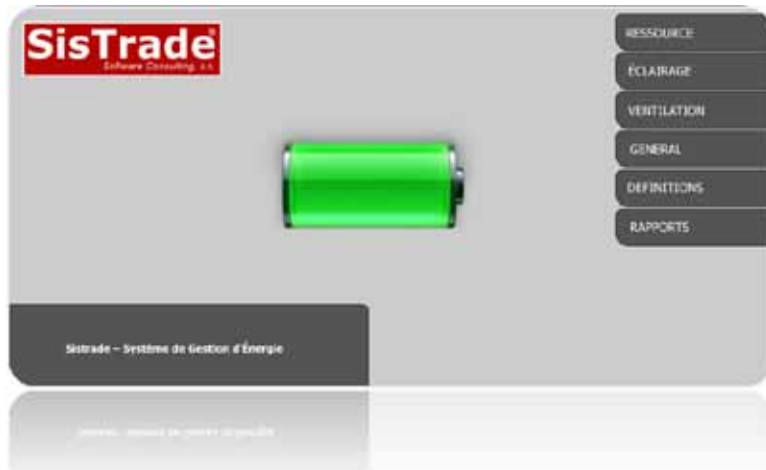 SisTrade
Software Consulting, s.a.
RESSOURCE
ÉCLAIRAGE
VENTILATION
GENERAL
DEFINITIONS
RAPPORTS
Sistrade – Système de Gestion d'Énergie